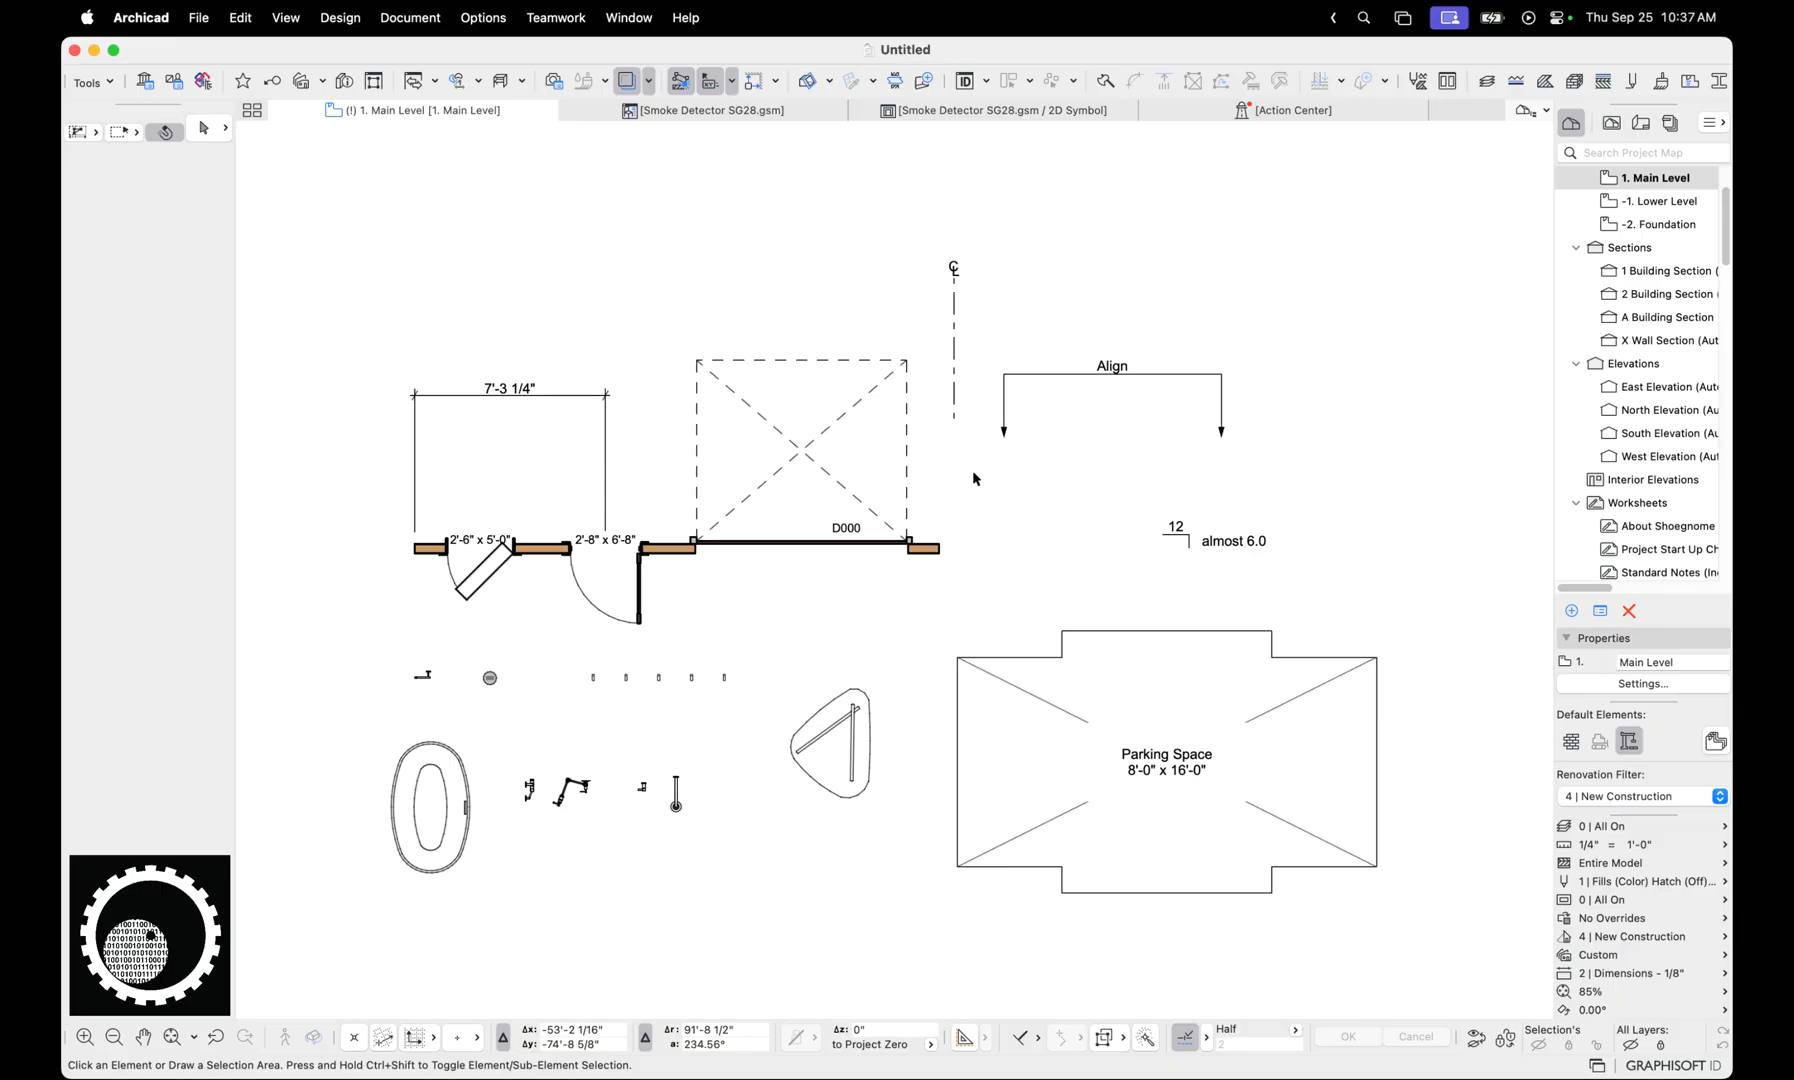 Archicad File Edit View Design Document Options Teamwork Window Help
Thu Sep 25 10:37 AM
Untitled
Tools
(!) 1. Main Level [1. Main Level]
[Smoke Detector SG28.gsm]
[Smoke Detector SG28.gsm / 2D Symbol]
[Action Center]
Search Project Map
1. Main Level
-1. Lower Level
-2. Foundation
Sections
1 Building Section (
2 Building Section (
A Building Section
X Wall Section (Aut
Elevations
East Elevation (Aut
North Elevation (Au
South Elevation (Au
West Elevation (Aut
Interior Elevations
Worksheets
About Shoegnome
Project Start Up Ch
Standard Notes (In
Properties
1. Main Level
Settings...
Default Elements:
Renovation Filter:
4 | New Construction
0 | All On
1/4" = 1'-0"
Entire Model
1 | Fills (Color) Hatch (Off)...
0 | All On
No Overrides
4 | New Construction
Custom
2 | Dimensions - 1/8"
85%
0.00°
7'-3 1/4"
Align
D000
2'-6" x 5'-0"
2'-8" x 6'-8"
12
almost 6.0
Parking Space
8'-0" x 16'-0"
Δx: -53'-2 1/16"
Δy: -74'-8 5/8"
Δr: 91'-8 1/2"
a: 234.56°
Δz: 0"
to Project Zero
Half
2
OK
Cancel
Selection's
All Layers:
Click an Element or Draw a Selection Area. Press and Hold Ctrl+Shift to Toggle Element/Sub-Element Selection.
GRAPHISOFT ID